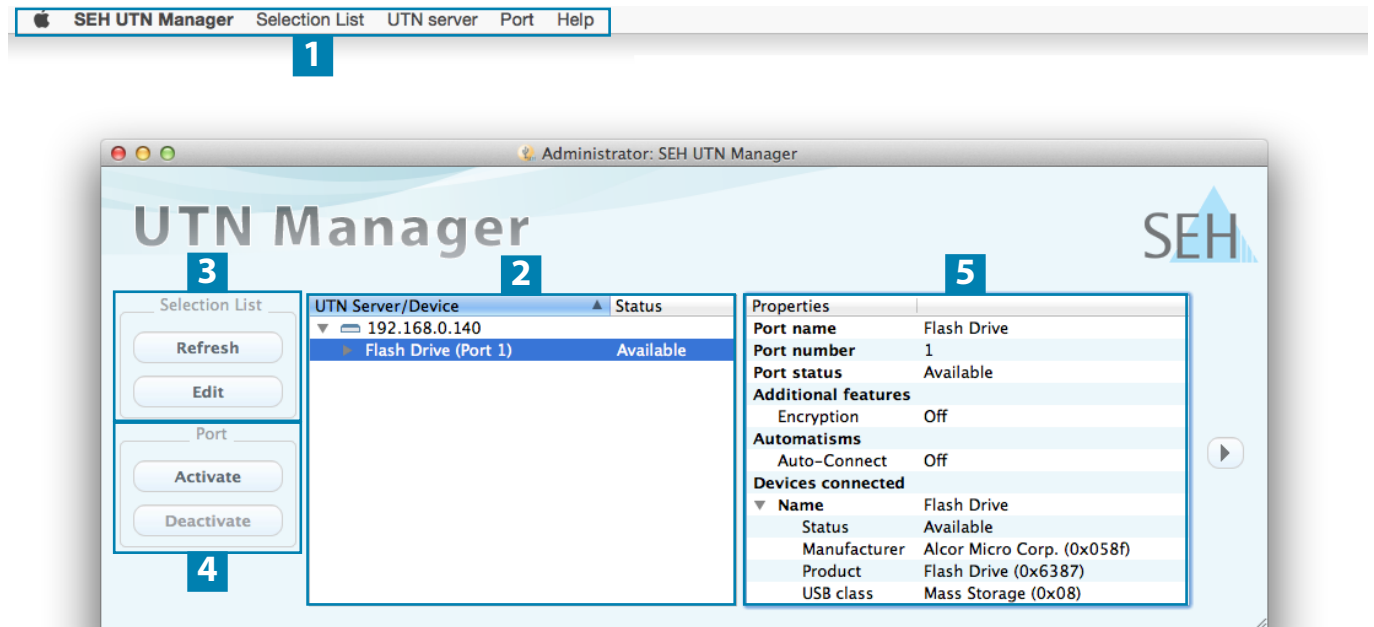 SEH UTN Manager Selection List UTN server Port Help
1
Administrator: SEH UTN Manager
UTN Manager
SEH
3
2
5
Selection List
Refresh
Edit
Port
Activate
Deactivate
4
UTN Server/Device Status
192.168.0.140
Flash Drive (Port 1) Available
Properties
Port name Flash Drive
Port number 1
Port status Available
Additional features
Encryption Off
Automatisms
Auto-Connect Off
Devices connected
Name Flash Drive
Status Available
Manufacturer Alcor Micro Corp. (0x058f)
Product Flash Drive (0x6387)
USB class Mass Storage (0x08)